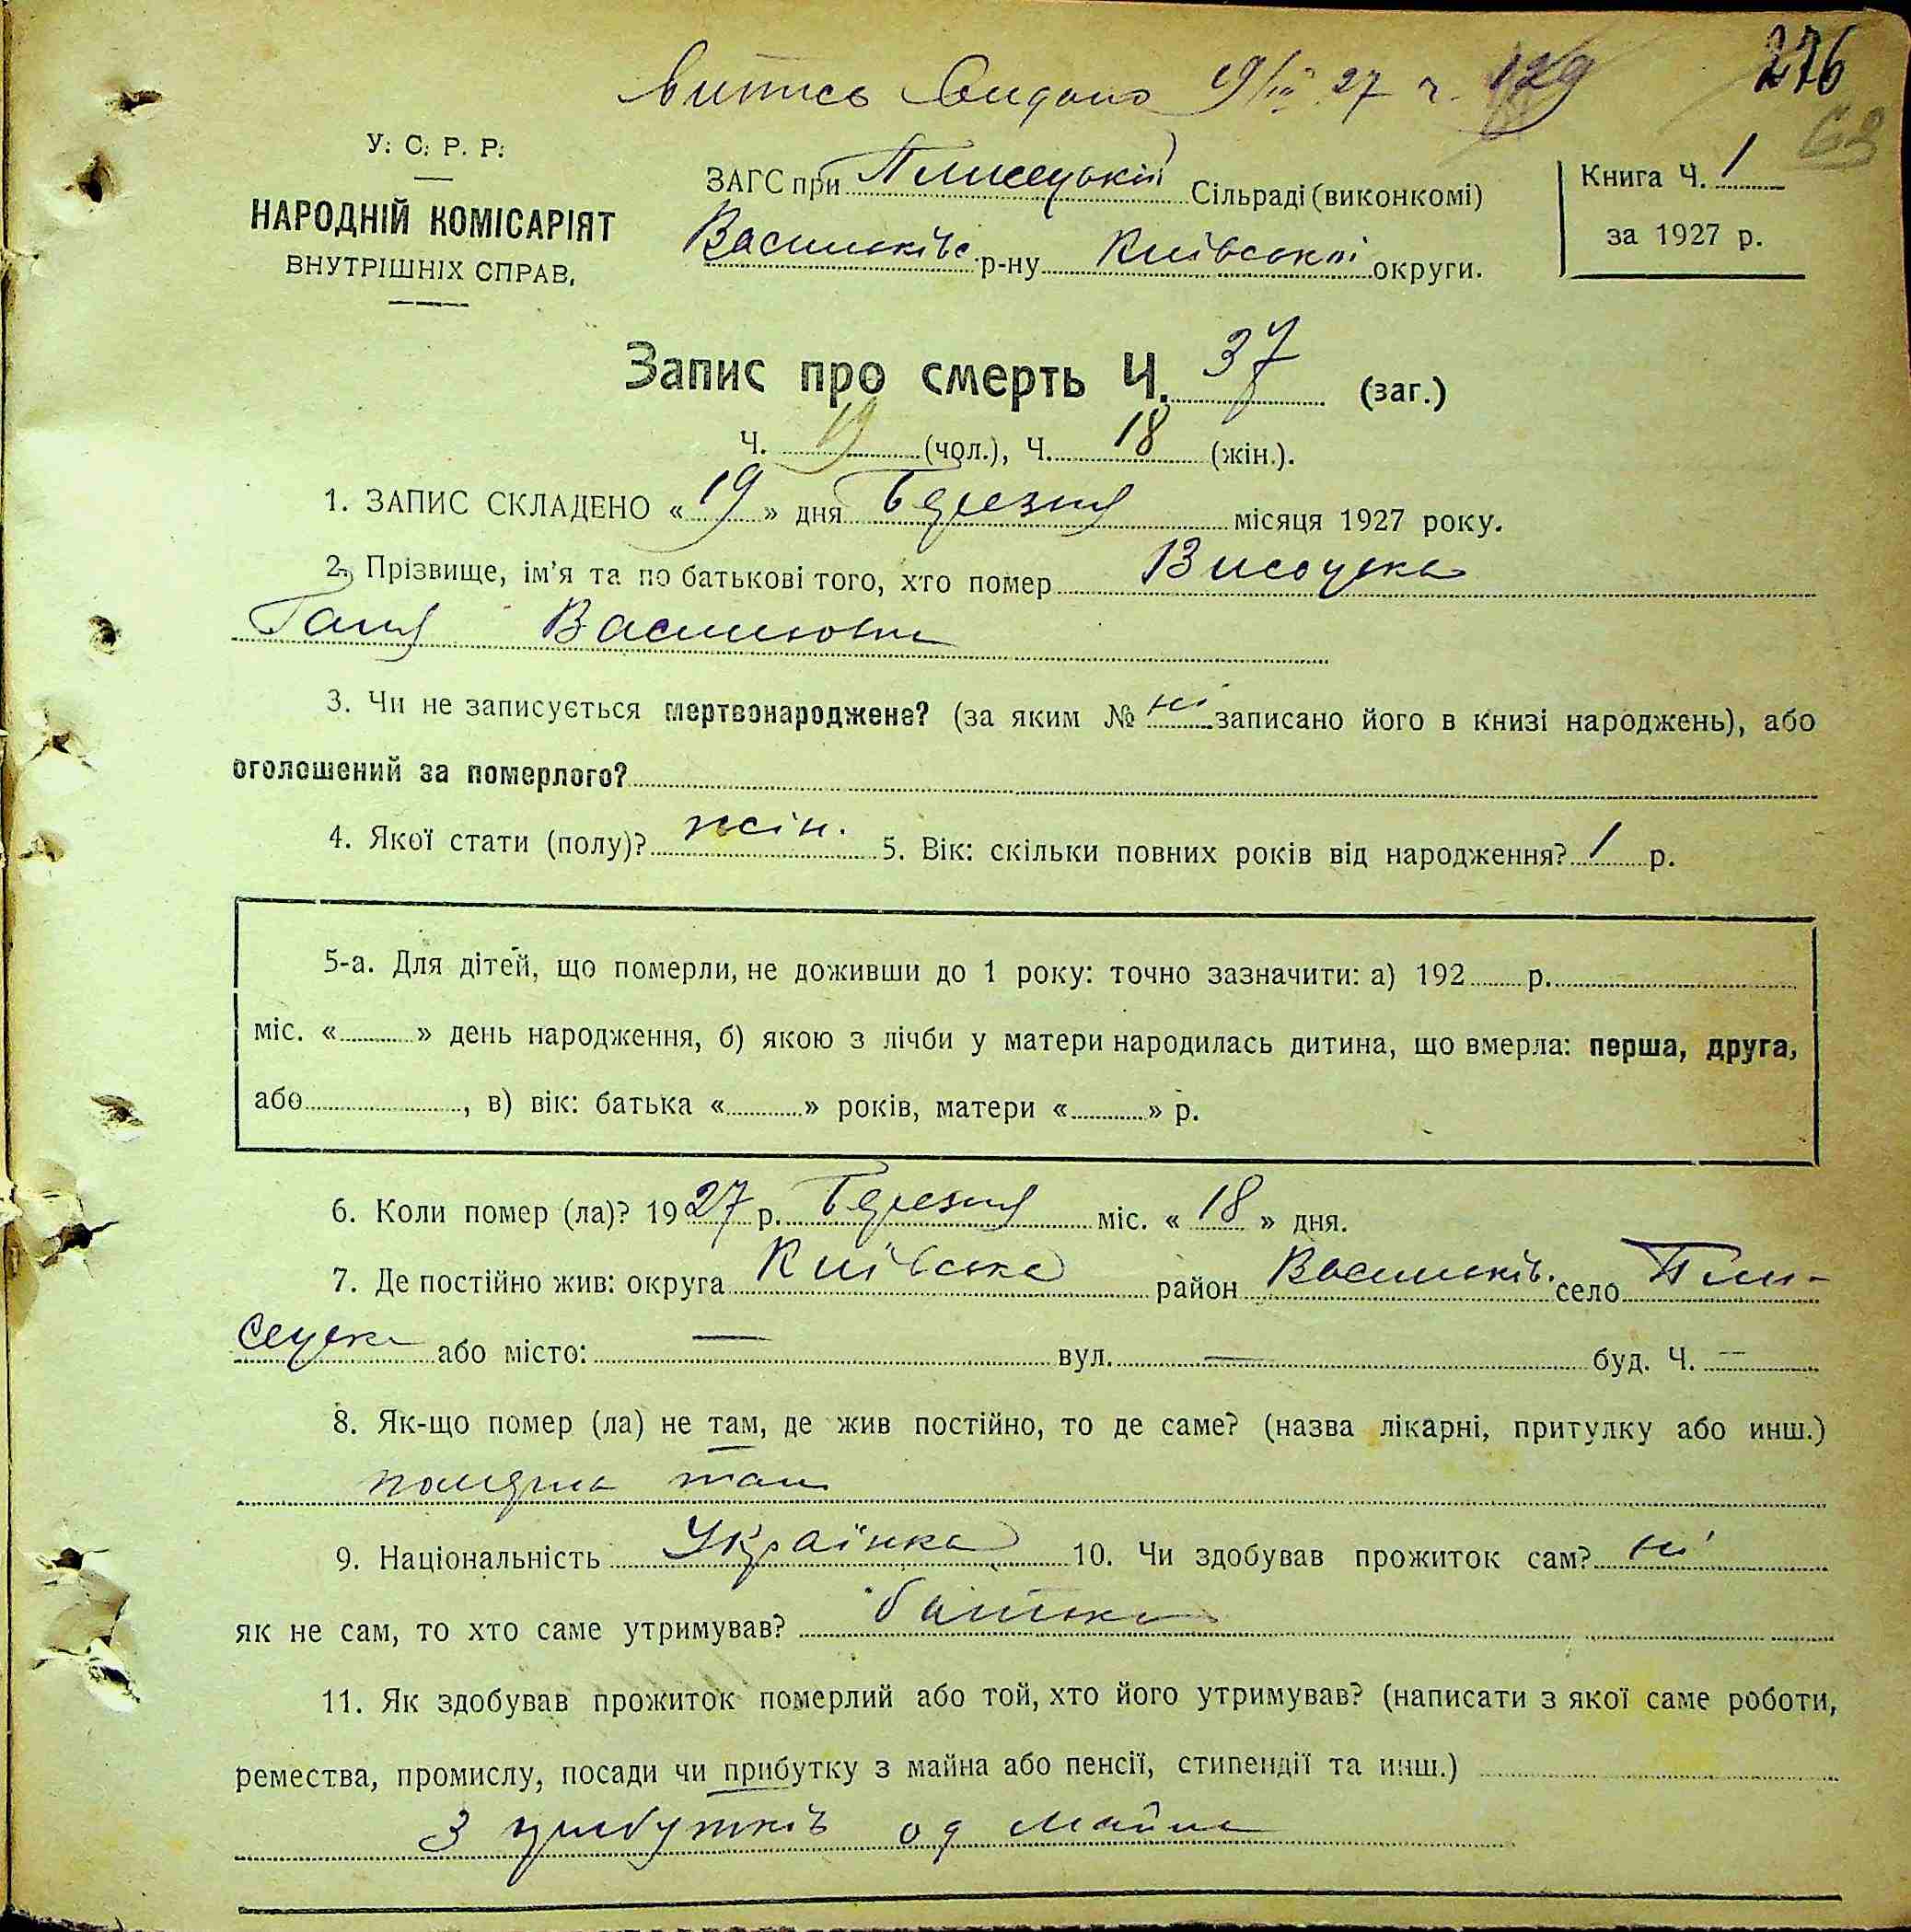 Випись Видано 19/III 27 г. 129
276
63
У. С. Р. Р.
НАРОДНІЙ КОМІСАРІЯТ
ВНУТРІШНІХ СПРАВ.
ЗАГС при Плисецькій Сільраді (виконкомі)
Васильківс. р-ну Київської округи.
Книга Ч. 1
за 1927 р.
Запис про смерть Ч. 37 (заг.)
Ч. (чол.), Ч. 18 (жін.).
1. ЗАПИС СКЛАДЕНО «19» дня Березня місяця 1927 року.
2. Прізвище, ім'я та по батькові того, хто помер Висоцька
Ганя Василівна
3. Чи не записується мертвонароджене? (за яким № ні записано його в книзі народжень), або
оголошений за померлого?
4. Якої стати (полу)? жін. 5. Вік: скільки повних років від народження? 1 р.
5-а. Для дітей, що померли, не доживши до 1 року: точно зазначити: а) 192 р.
міс. « » день народження, б) якою з лічби у матери народилась дитина, що вмерла: перша, друга,
або , в) вік: батька « » років, матери « » р.
6. Коли помер (ла)? 1927 р. Березня міс. «18» дня.
7. Де постійно жив: округа Київська район Васильків. село Пли-
сецьке або місто: — вул. — буд. Ч. —
8. Як-що помер (ла) не там, де жив постійно, то де саме? (назва лікарні, притулку або инш.)
померла там
9. Національність Українка 10. Чи здобував прожиток сам? ні
як не сам, то хто саме утримував? батько
11. Як здобував прожиток померлий або той, хто його утримував? (написати з якої саме роботи,
ремества, промислу, посади чи прибутку з майна або пенсії, стипендії та инш.)
З прибутків од майна